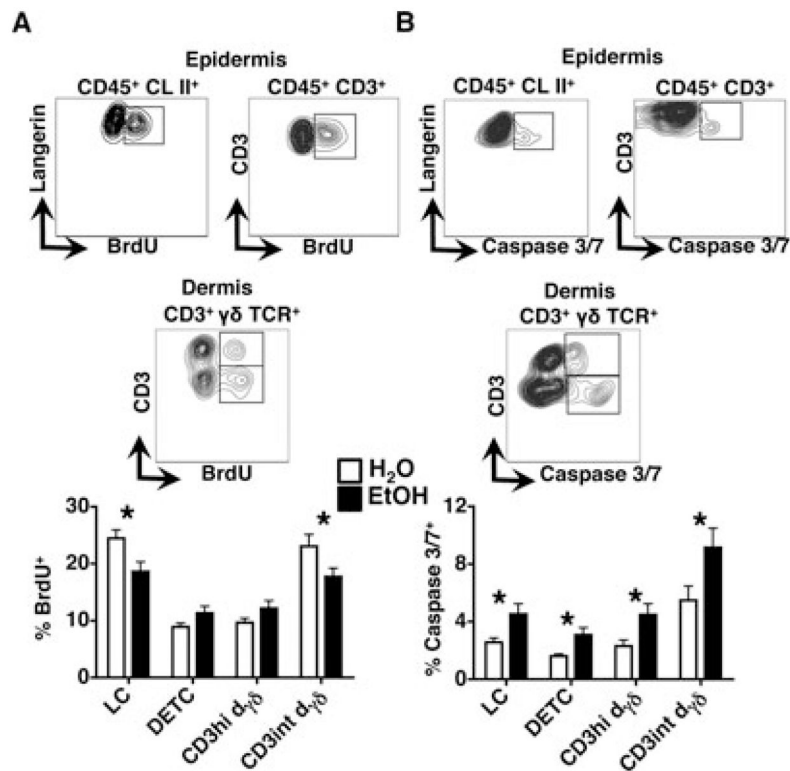 A
Epidermis
CD45⁺ CL II⁺
CD45⁺ CD3⁺
Langerin
BrdU
CD3
BrdU
Dermis
CD3⁺ γδ TCR⁺
CD3
BrdU
B
Epidermis
CD45⁺ CL II⁺
CD45⁺ CD3⁺
Langerin
Caspase 3/7
CD3
Caspase 3/7
Dermis
CD3⁺ γδ TCR⁺
CD3
Caspase 3/7
H₂O
EtOH
% BrdU⁺
30
20
10
0
*
*
LC
DETC
CD3hi dγδ
CD3int dγδ
% Caspase 3/7⁺
12
8
4
0
*
*
*
*
LC
DETC
CD3hi dγδ
CD3int dγδ